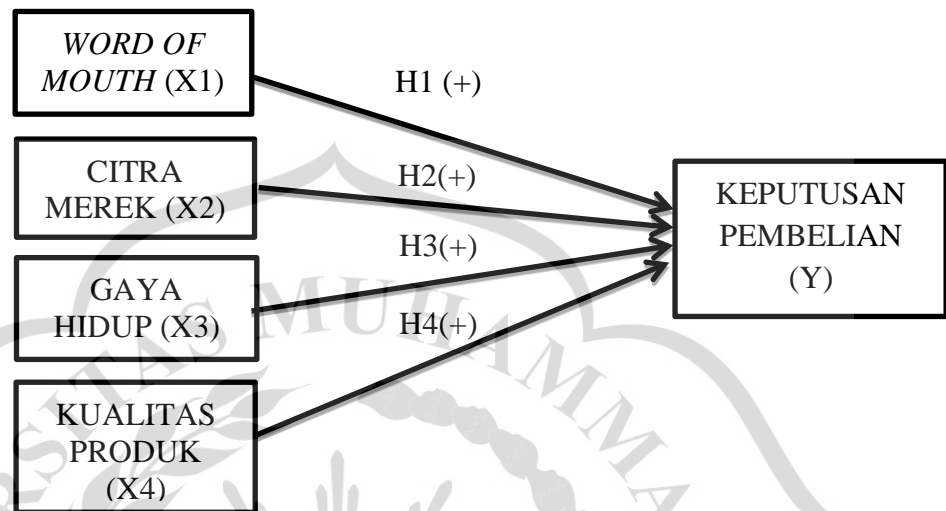 WORD OF
MOUTH (X1)
H1 (+)
CITRA
MEREK (X2)
H2(+)
KEPUTUSAN
PEMBELIAN
(Y)
GAYA
HIDUP (X3)
H3(+)
H4(+)
KUALITAS
PRODUK
(X4)